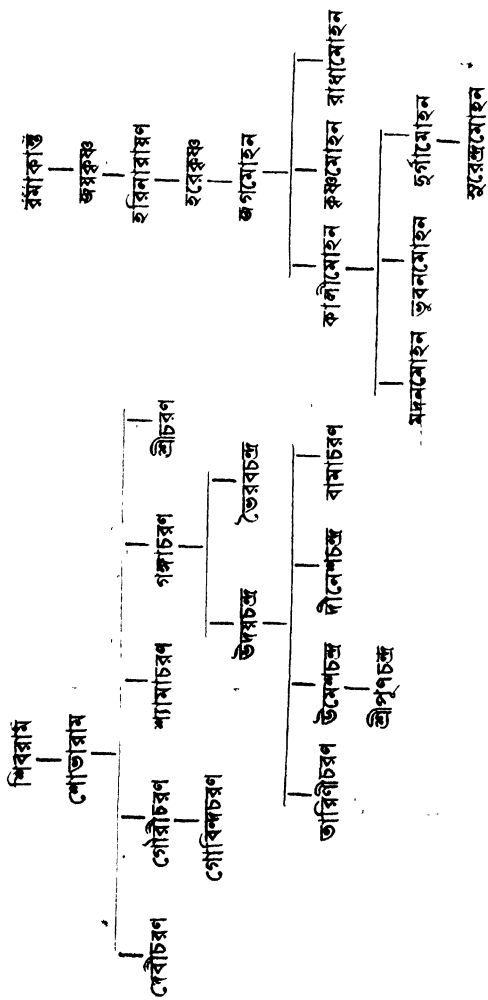 শিবরাম রমাকান্ত
শোভারাম জয়কৃষ্ণ
দেবীচরণ গৌরীচরণ শ্যামাচরণ গঙ্গাচরণ শ্রীচরণ হরিনারায়ণ
গোবিন্দচরণ হরেকৃষ্ণ
উদয়চন্দ্র ভৈরবচন্দ্র জগমোহন
তারিণীচরণ উমেশচন্দ্র দীনেশচন্দ্র বামাচরণ কালীমোহন কৃষ্ণমোহন রাধামোহন
শ্রীপূর্ণচন্দ্র
মদনমোহন ভুবনমোহন দুর্গামোহন
সুরেন্দ্রমোহন